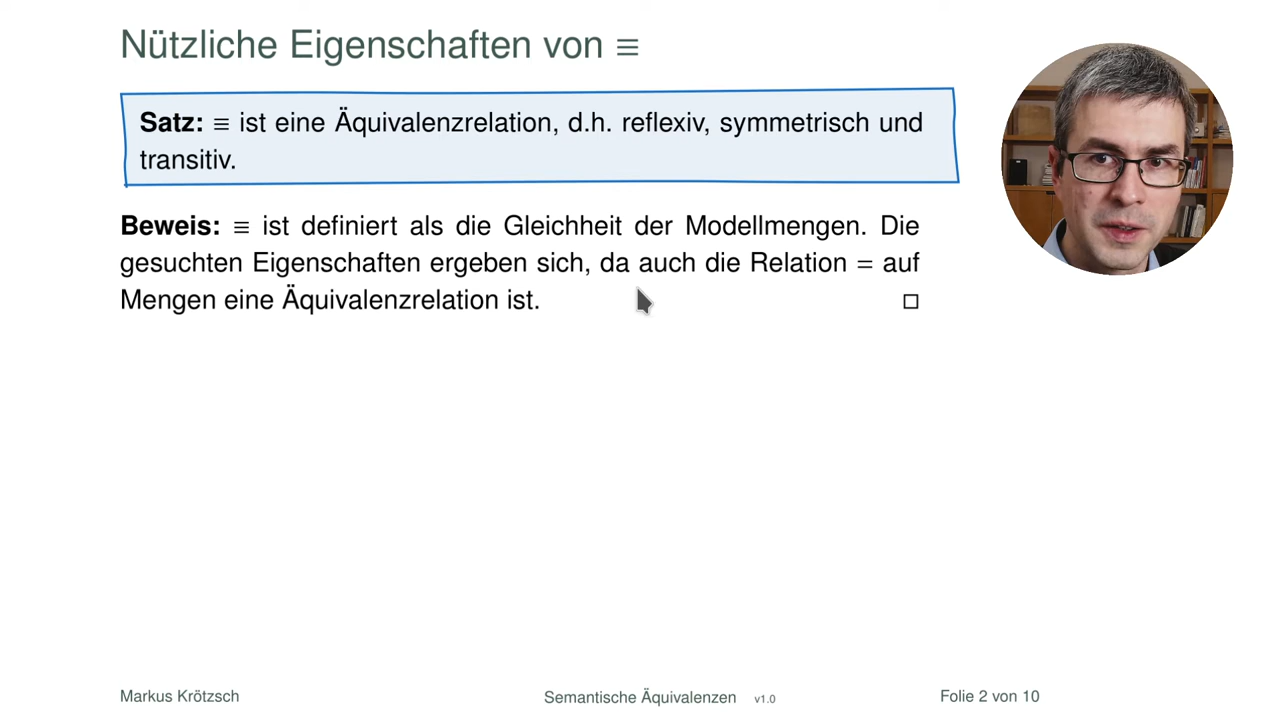 Nützliche Eigenschaften von ≡
Satz: ≡ ist eine Äquivalenzrelation, d.h. reflexiv, symmetrisch und
transitiv.
Beweis: ≡ ist definiert als die Gleichheit der Modellmengen. Die
gesuchten Eigenschaften ergeben sich, da auch die Relation = auf
Mengen eine Äquivalenzrelation ist. □
Markus Krötzsch Semantische Äquivalenzen v1.0 Folie 2 von 10